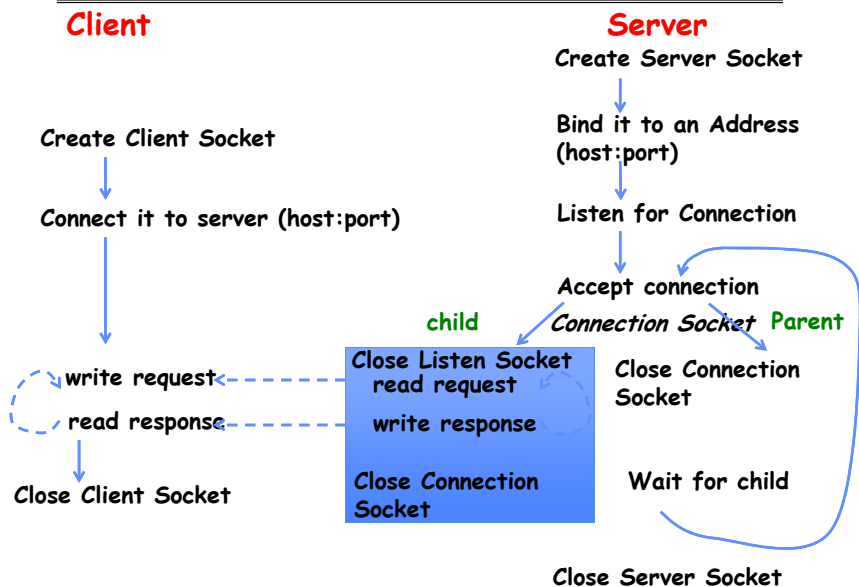 Client
Server
Create Server Socket
Create Client Socket
Bind it to an Address
(host:port)
Connect it to server (host:port)
Listen for Connection
Accept connection
child
Connection Socket
Parent
Close Listen Socket
write request
read request
Close Connection
Socket
read response
write response
Close Client Socket
Close Connection
Socket
Wait for child
Close Server Socket